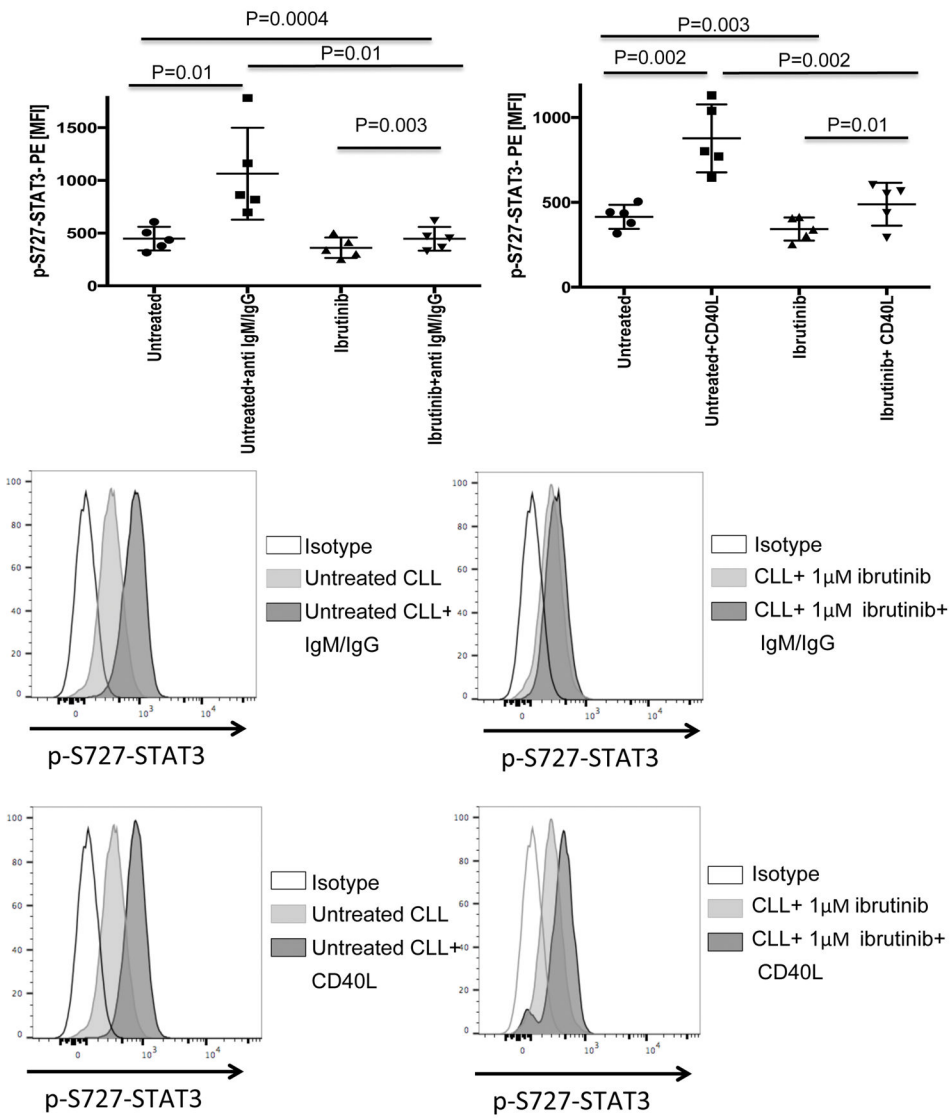 P=0.0004
P=0.01
P=0.01
P=0.003
p-S727-STAT3- PE [MFI]
1500
1000
500
0
Untreated
Untreated+anti IgM/IgG
Ibrutinib
Ibrutinib+anti IgM/IgG
P=0.003
P=0.002
P=0.002
P=0.01
p-S727-STAT3- PE [MFI]
1000
500
0
Untreated
Untreated+CD40L
Ibrutinib
Ibrutinib+ CD40L
100
80
60
40
20
0
0 10³ 10⁴
p-S727-STAT3
Isotype
Untreated CLL
Untreated CLL+
IgM/IgG
100
80
60
40
20
0
0 10³ 10⁴
p-S727-STAT3
Isotype
CLL+ 1µM ibrutinib
CLL+ 1µM ibrutinib+
IgM/IgG
100
80
60
40
20
0
0 10³ 10⁴
p-S727-STAT3
Isotype
Untreated CLL
Untreated CLL+
CD40L
100
80
60
40
20
0
0 10³ 10⁴
p-S727-STAT3
Isotype
CLL+ 1µM ibrutinib
CLL+ 1µM ibrutinib+
CD40L